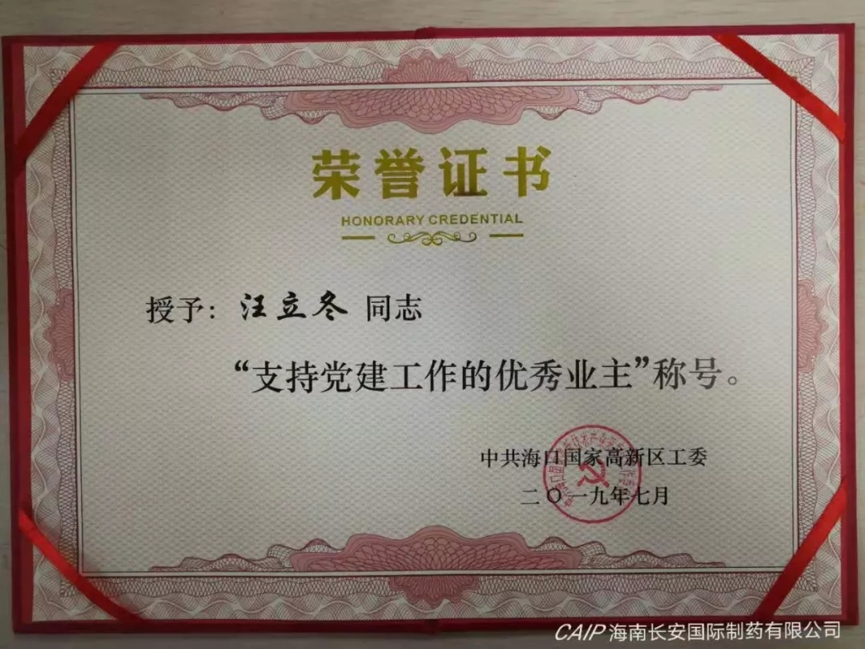 荣誉证书
HONORARY CREDENTIAL
授予：汪立冬 同志
“支持党建工作的优秀业主”称号。
中共海口国家高新区工委
二〇一九年七月
CAIP 海南长安国际制药有限公司